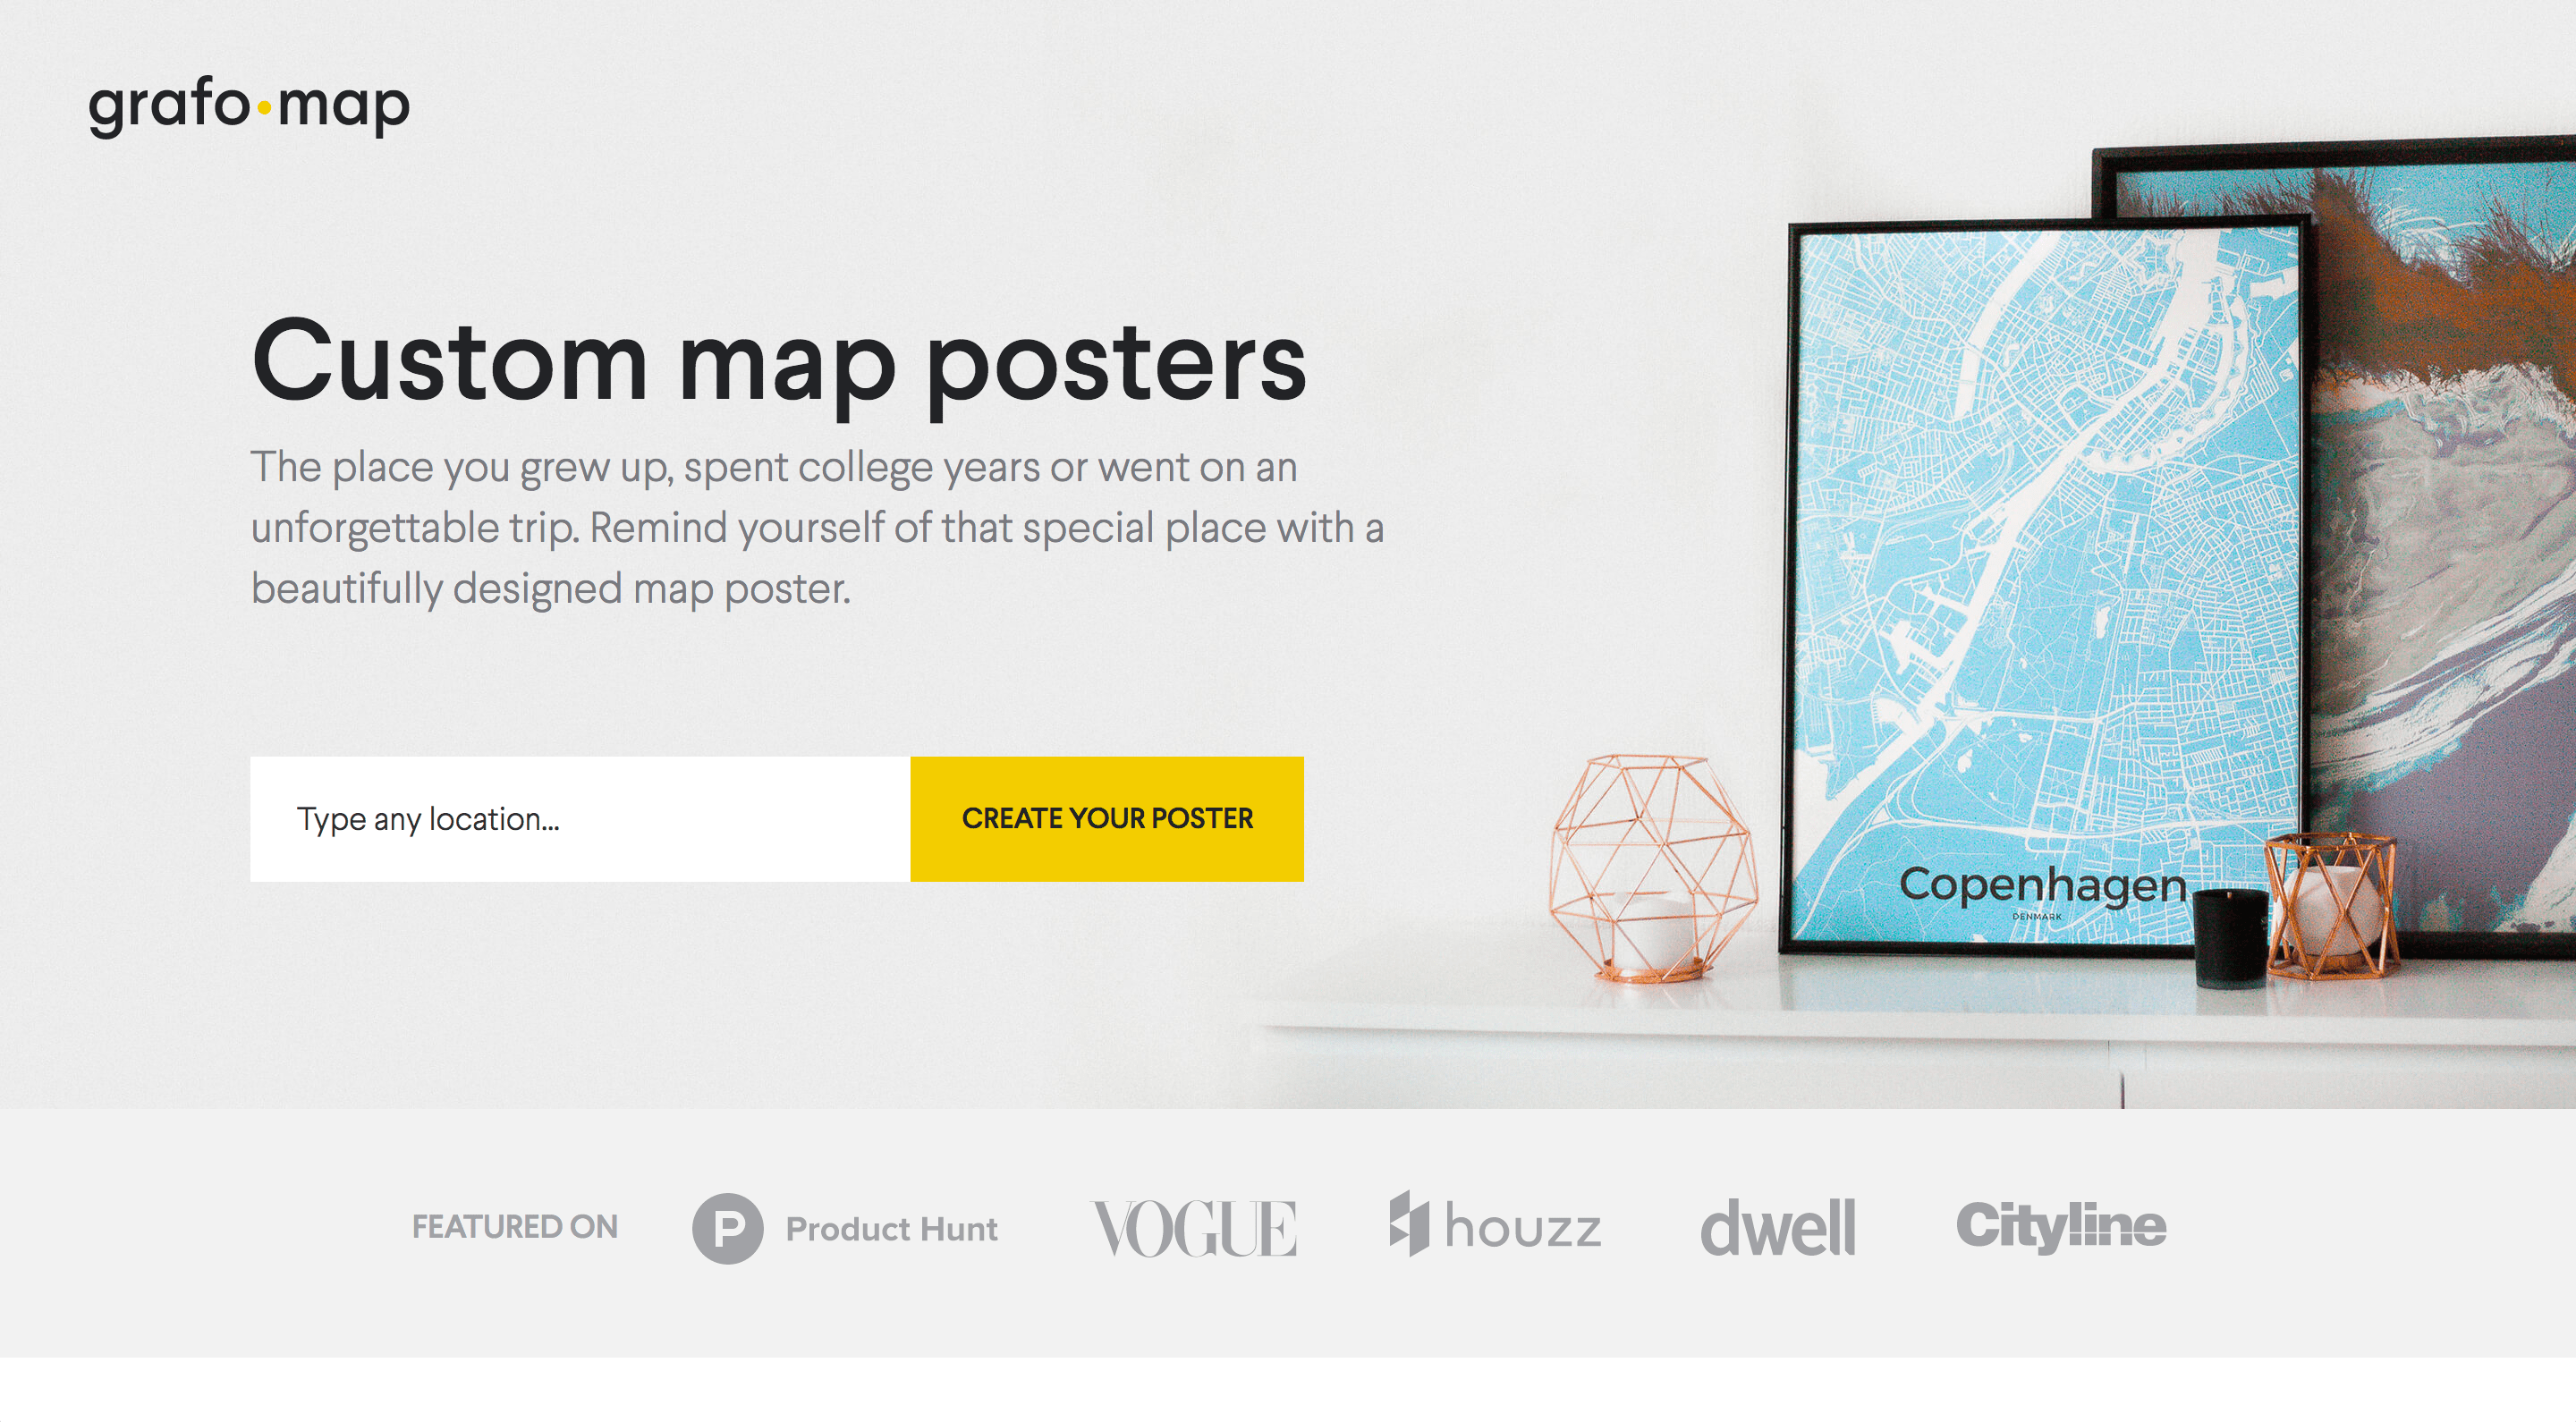 grafo•map
Custom map posters
The place you grew up, spent college years or went on an
unforgettable trip. Remind yourself of that special place with a
beautifully designed map poster.
Type any location...
CREATE YOUR POSTER
Copenhagen
DENMARK
FEATURED ON
Product Hunt
VOGUE
houzz
dwell
Cityline